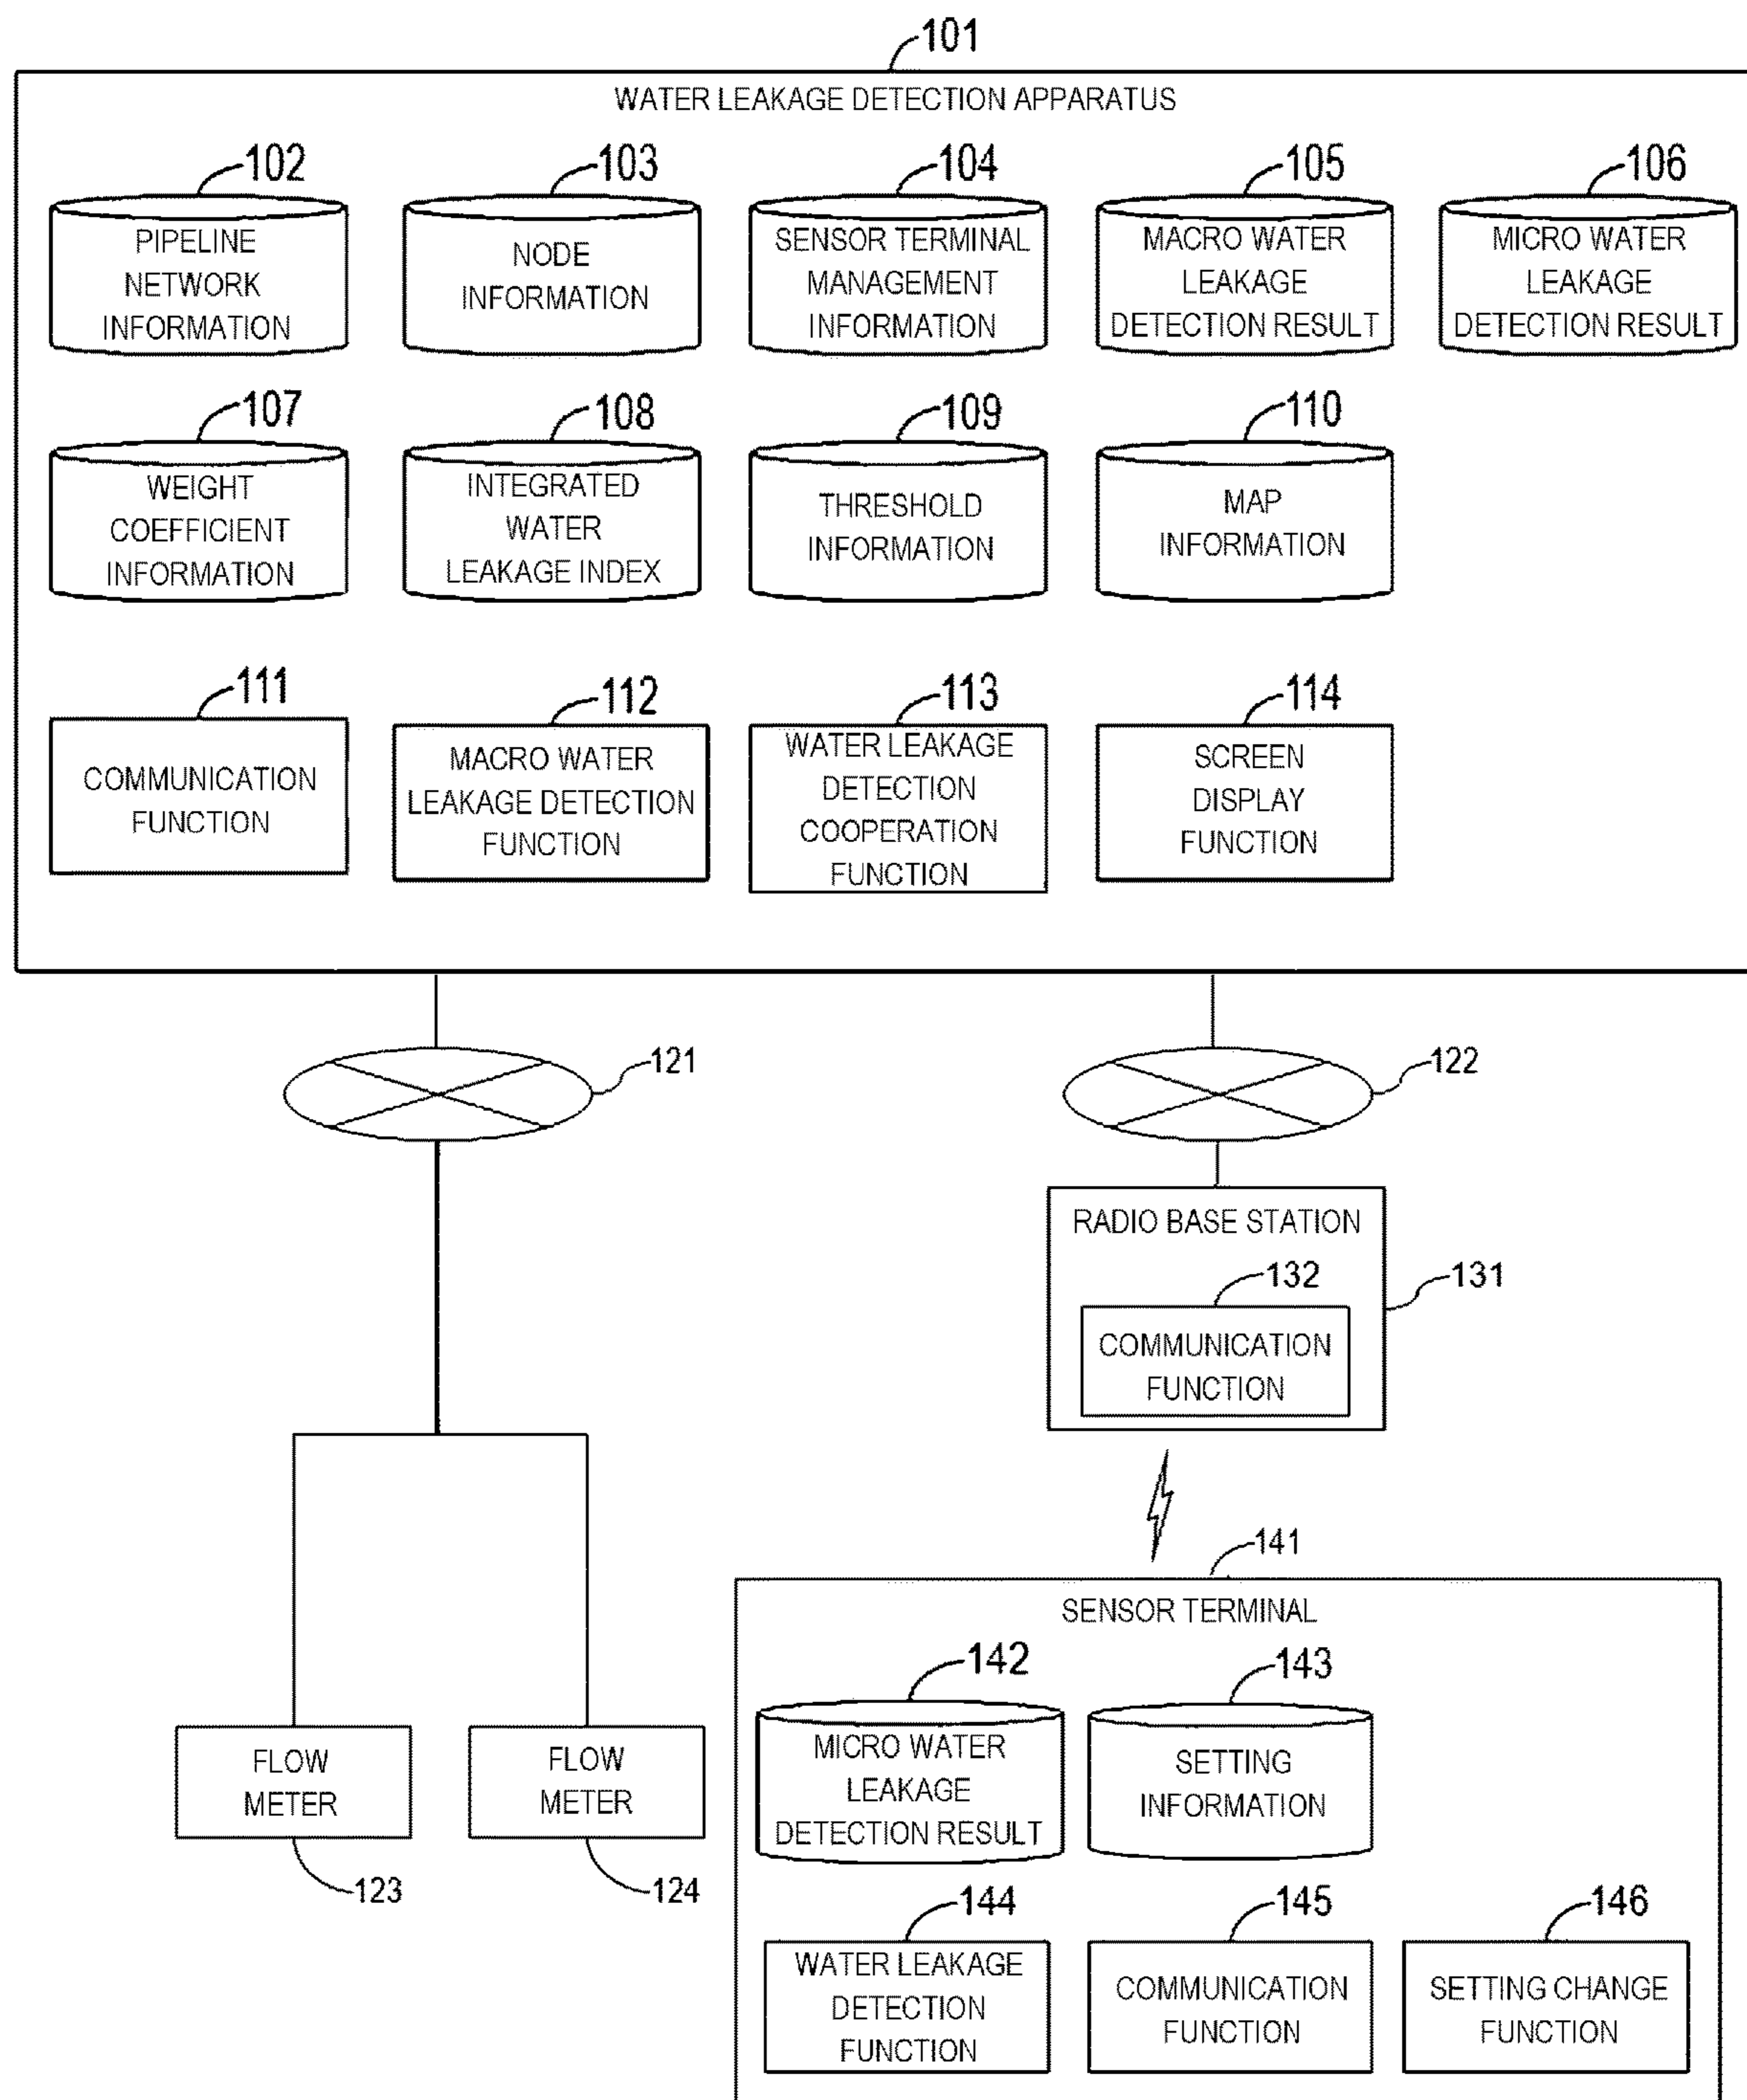 101
WATER LEAKAGE DETECTION APPARATUS
102
PIPELINE
NETWORK
INFORMATION
103
NODE
INFORMATION
104
SENSOR TERMINAL
MANAGEMENT
INFORMATION
105
MACRO WATER
LEAKAGE
DETECTION RESULT
106
MICRO WATER
LEAKAGE
DETECTION RESULT
107
WEIGHT
COEFFICIENT
INFORMATION
108
INTEGRATED
WATER
LEAKAGE INDEX
109
THRESHOLD
INFORMATION
110
MAP
INFORMATION
111
COMMUNICATION
FUNCTION
112
MACRO WATER
LEAKAGE DETECTION
FUNCTION
113
WATER LEAKAGE
DETECTION
COOPERATION
FUNCTION
114
SCREEN
DISPLAY
FUNCTION
121
122
RADIO BASE STATION
131
132
COMMUNICATION
FUNCTION
FLOW
METER
123
FLOW
METER
124
141
SENSOR TERMINAL
142
MICRO WATER
LEAKAGE
DETECTION RESULT
143
SETTING
INFORMATION
144
WATER LEAKAGE
DETECTION
FUNCTION
145
COMMUNICATION
FUNCTION
146
SETTING CHANGE
FUNCTION